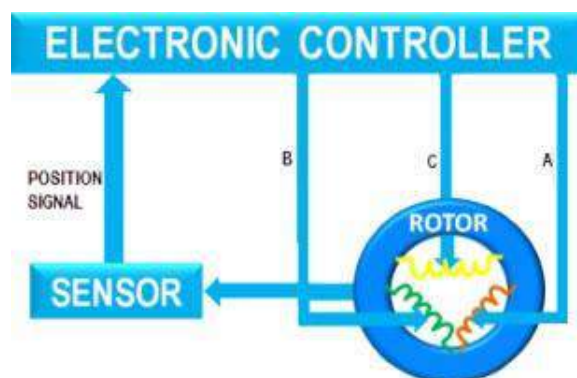 ELECTRONIC CONTROLLER
B
C
A
POSITION
SIGNAL
ROTOR
SENSOR